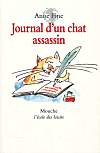 Anne Fine
Journal d'un chat
assassin
Mouche
l'école des loisirs